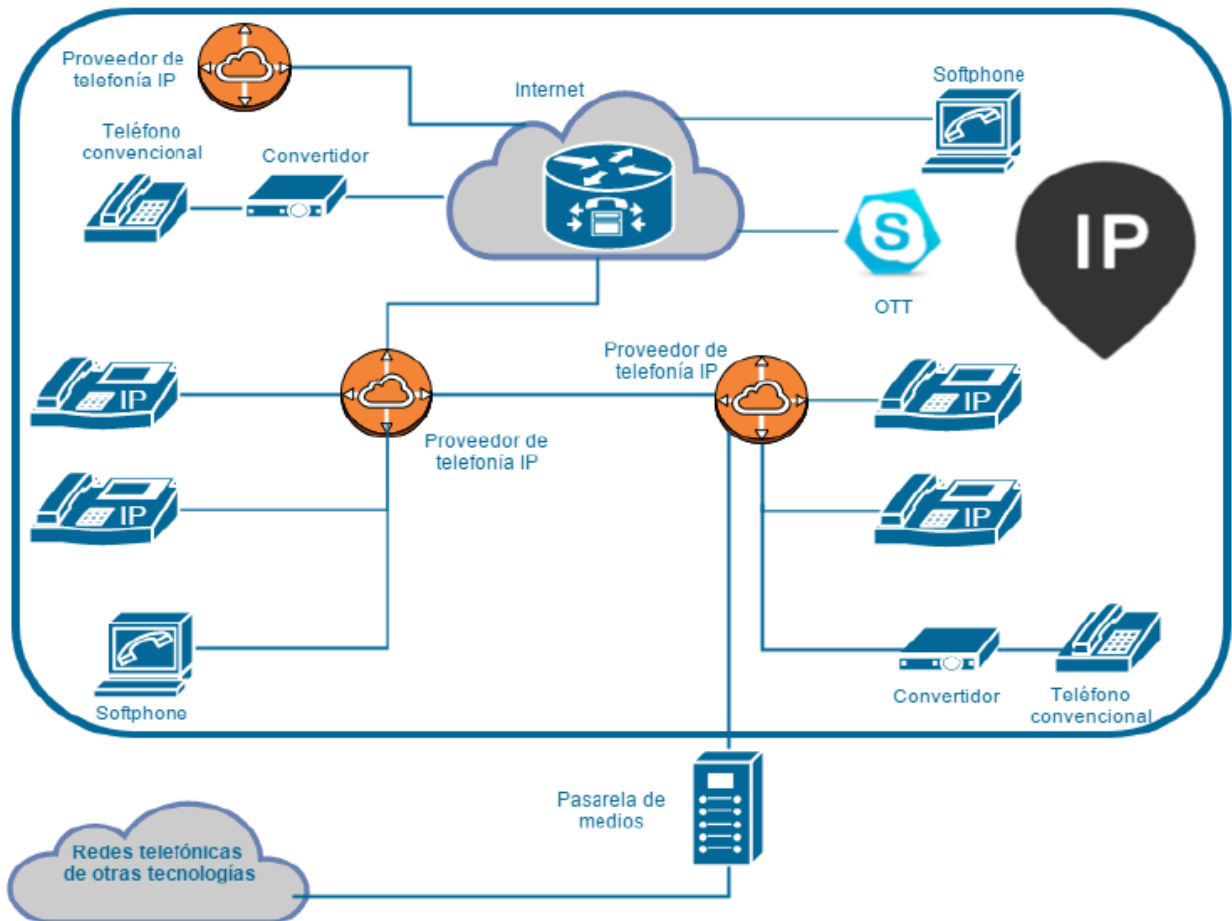 Proveedor de
telefonía IP
Internet
Softphone
Teléfono
convencional
Convertidor
S
IP
OTT
Proveedor de
telefonía IP
IP
IP
Proveedor de
telefonía IP
IP
IP
Softphone
Convertidor
Teléfono
convencional
Pasarela de
medios
Redes telefónicas
de otras tecnologías